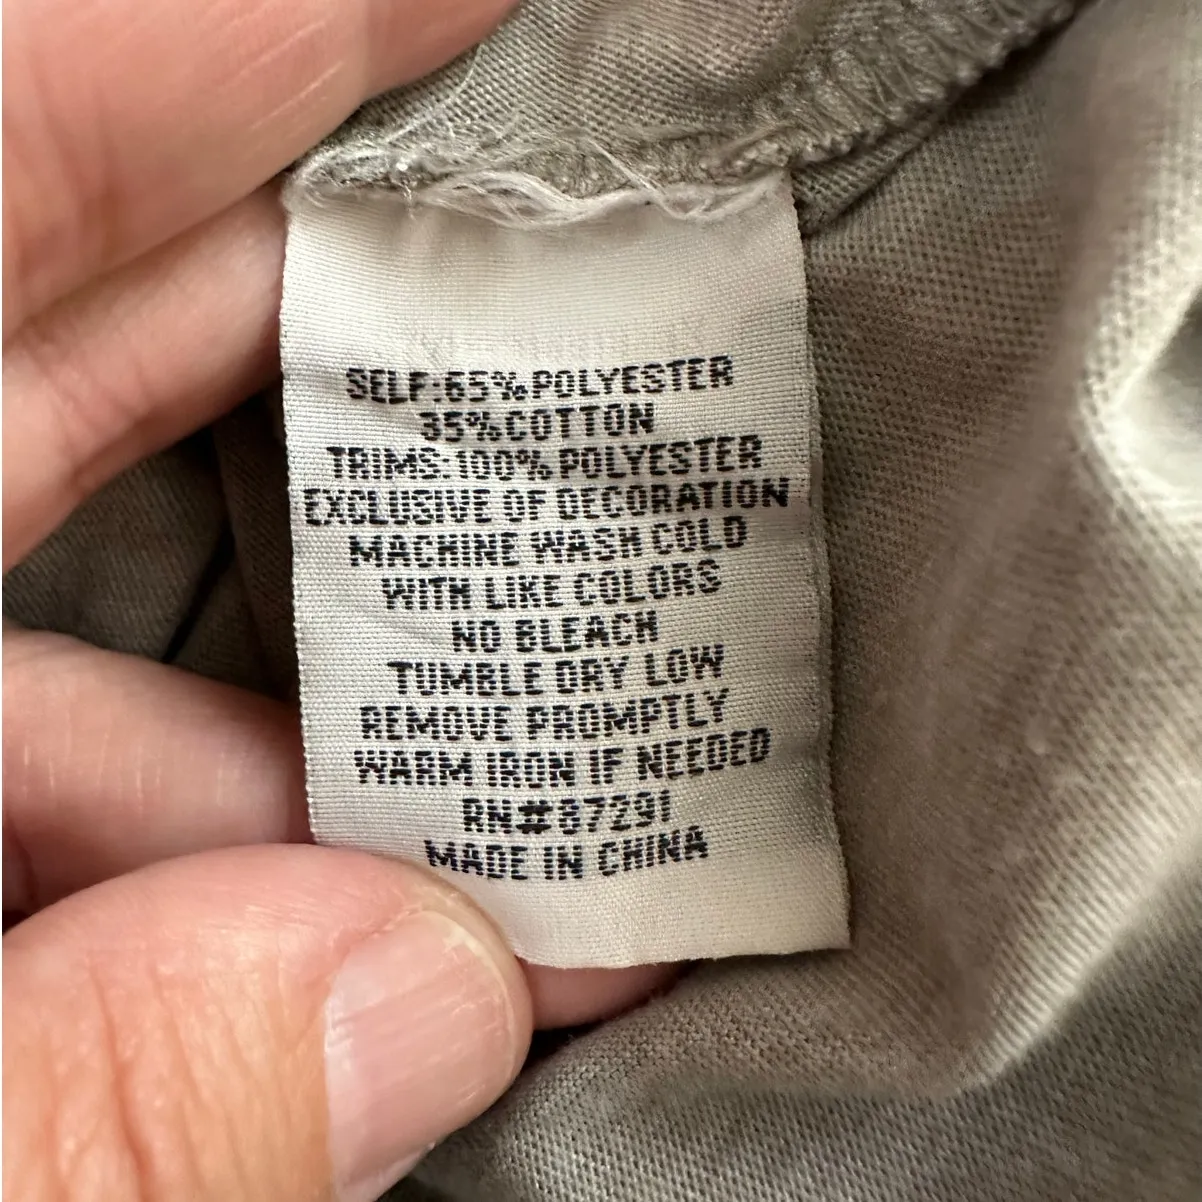 SELF:65%POLYESTER
35%COTTON
TRIMS:100%POLYESTER
EXCLUSIVE OF DECORATION
MACHINE WASH COLD
WITH LIKE COLORS
NO BLEACH
TUMBLE DRY LOW
REMOVE PROMPTLY
WARM IRON IF NEEDED
RN#87291
MADE IN CHINA